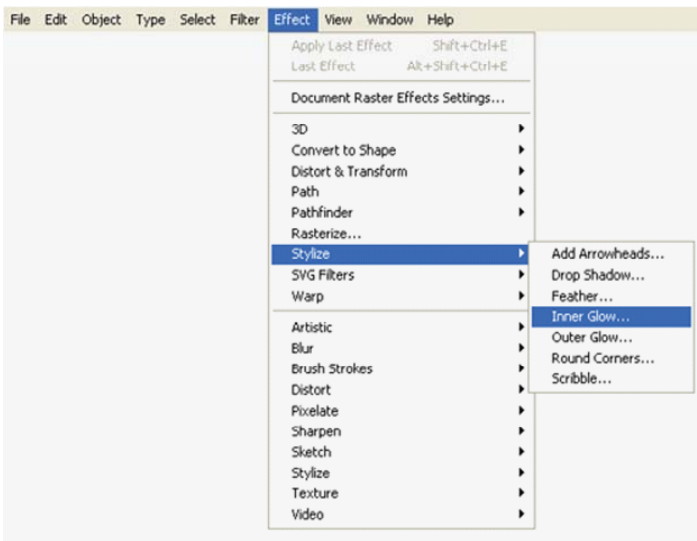 File Edit Object Type Select Filter Effect View Window Help
Apply Last Effect Shift+Ctrl+E
Last Effect Alt+Shift+Ctrl+E
Document Raster Effects Settings...
3D
Convert to Shape
Distort & Transform
Path
Pathfinder
Rasterize...
Stylize
SVG Filters
Warp
Artistic
Blur
Brush Strokes
Distort
Pixelate
Sharpen
Sketch
Stylize
Texture
Video
Add Arrowheads...
Drop Shadow...
Feather...
Inner Glow...
Outer Glow...
Round Corners...
Scribble...